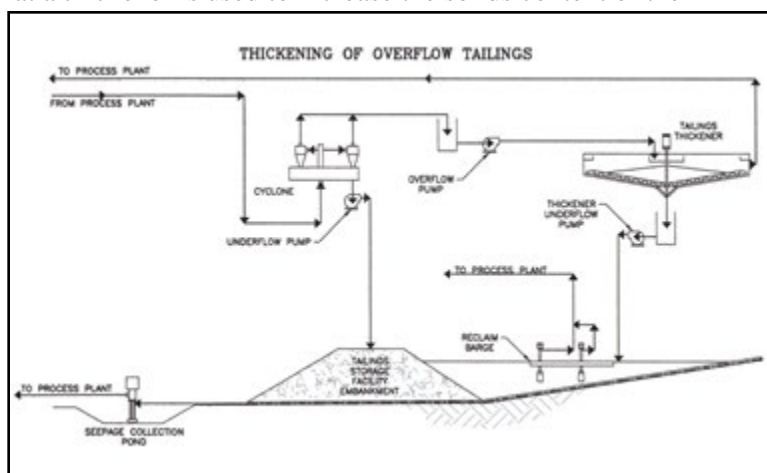 THICKENING OF OVERFLOW TAILINGS
TO PROCESS PLANT
FROM PROCESS PLANT
TAILINGS
THICKENER
CYCLONE
OVERFLOW
PUMP
UNDERFLOW PUMP
THICKENER
UNDERFLOW
PUMP
TO PROCESS PLANT
RECLAIM
BARGE
TAILINGS
STORAGE
FACILITY
EMBANKMENT
TO PROCESS PLANT
SEEPAGE COLLECTION
POND